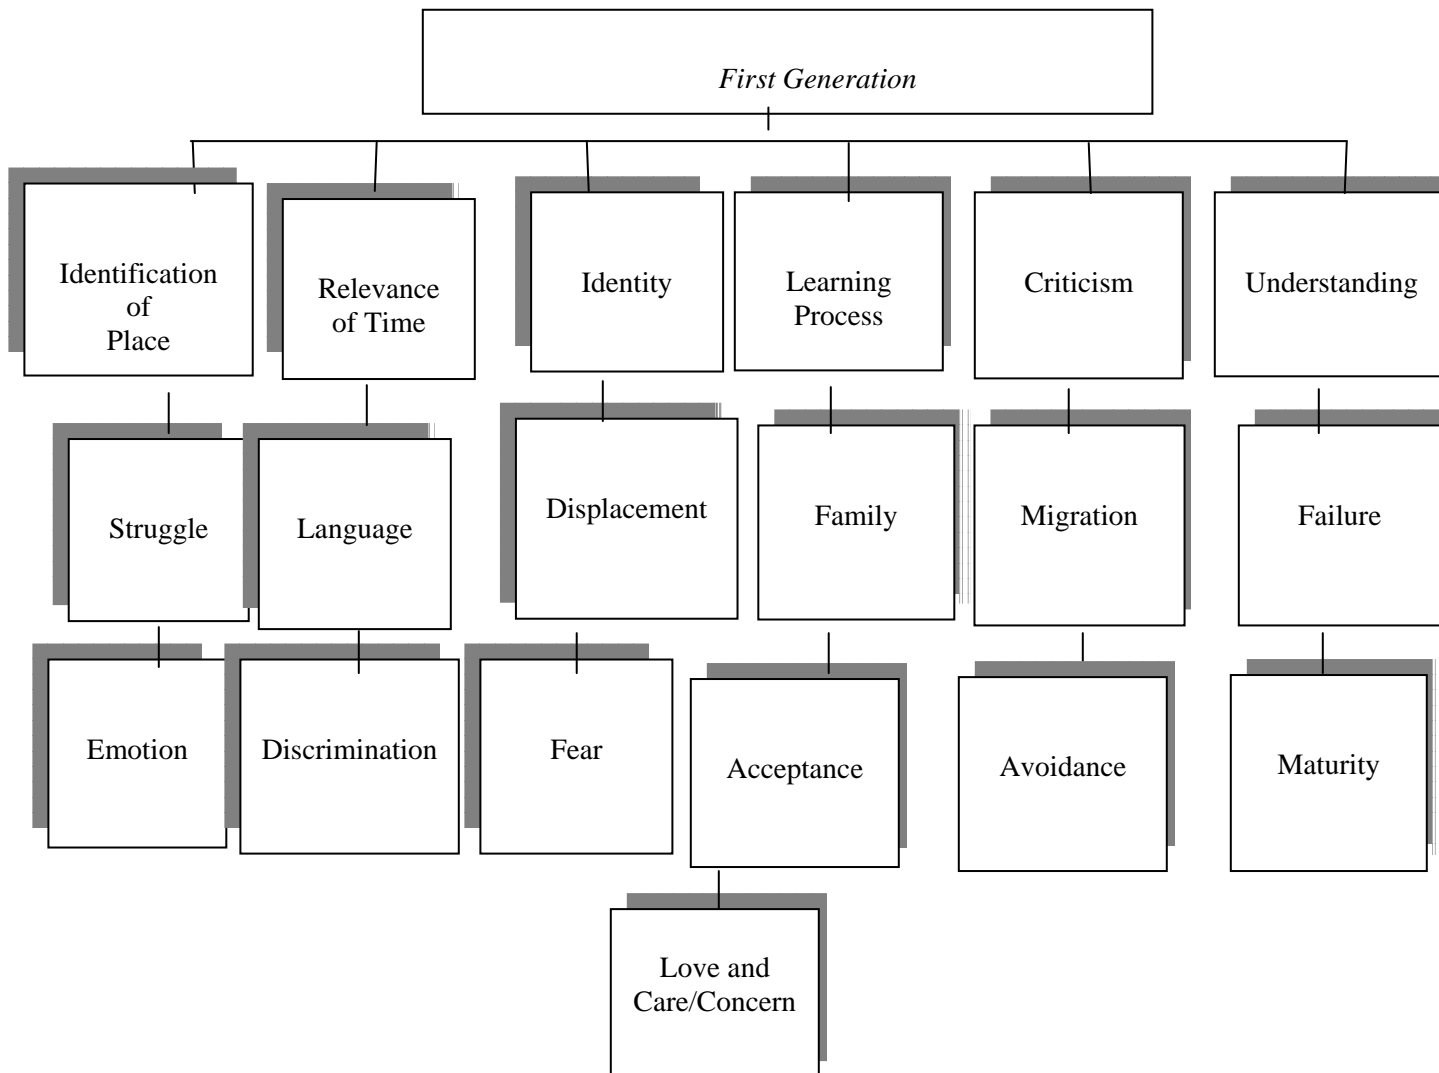 First Generation
Identification
of
Place
Relevance
of Time
Identity
Learning
Process
Criticism
Understanding
Struggle
Language
Displacement
Family
Migration
Failure
Emotion
Discrimination
Fear
Acceptance
Avoidance
Maturity
Love and
Care/Concern